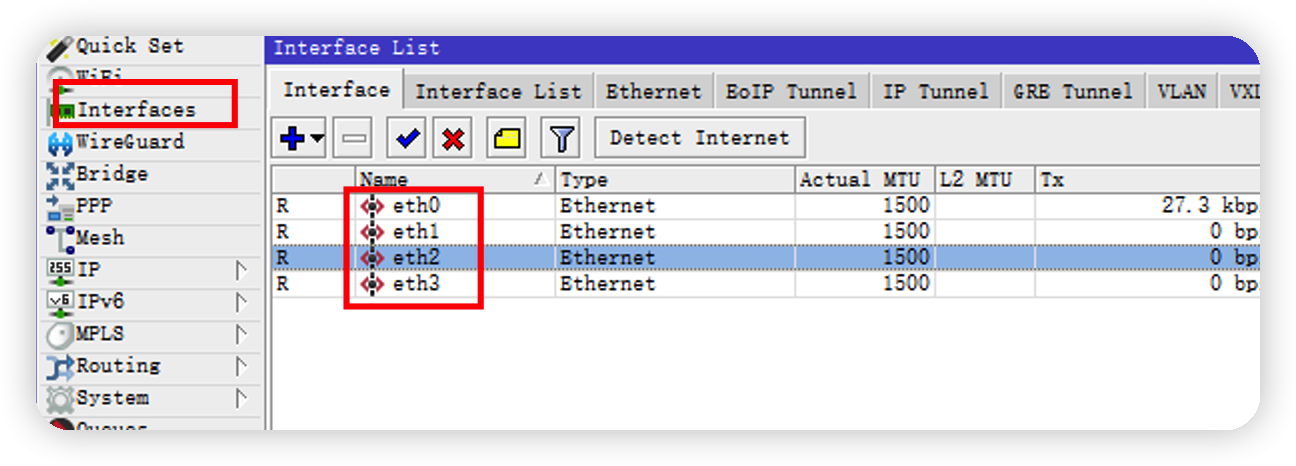 Quick Set
WiFi
Interfaces
WireGuard
Bridge
PPP
Mesh
255 IP
v6 IPv6
MPLS
Routing
System
Queues
Interface List
Interface Interface List Ethernet EoIP Tunnel IP Tunnel GRE Tunnel VLAN VXL
Detect Internet
Name Type Actual MTU L2 MTU Tx
R eth0 Ethernet 1500 27.3 kbp
R eth1 Ethernet 1500 0 bp
R eth2 Ethernet 1500 0 bp
R eth3 Ethernet 1500 0 bp